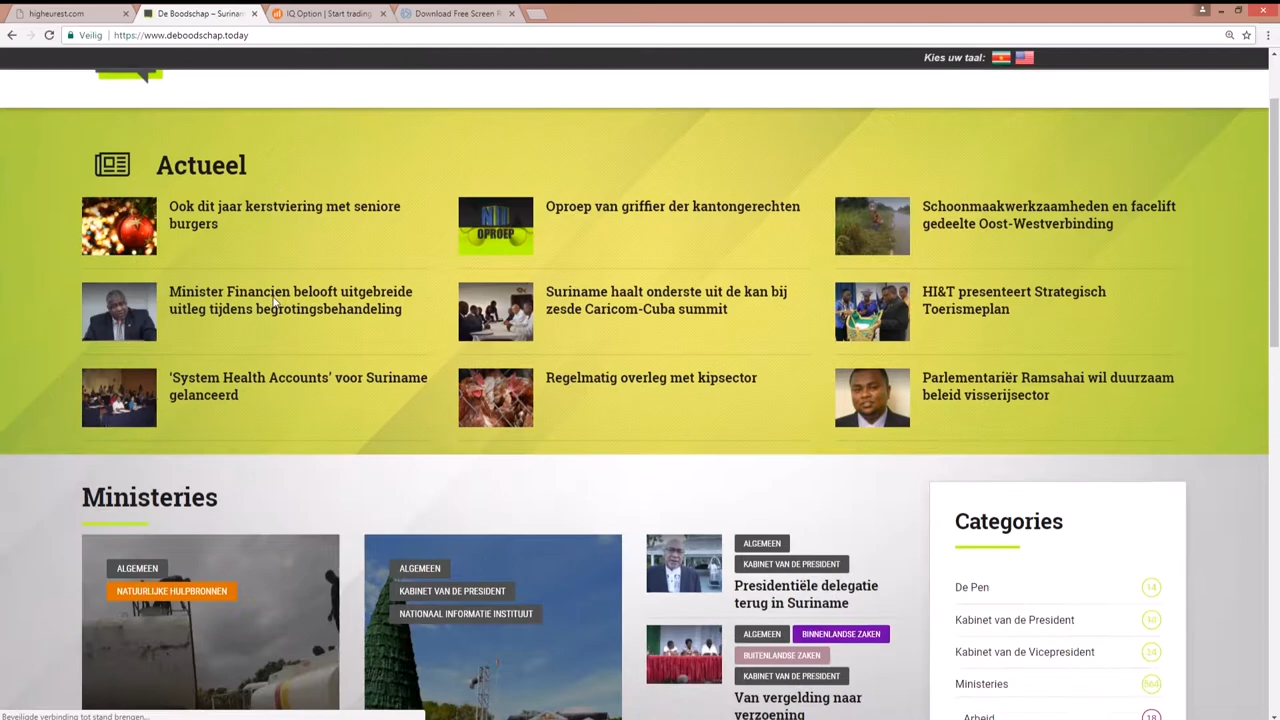 higheurest.com
De Boodschap – Surinam
IQ Option | Start trading
Download Free Screen R
Veilig
https://www.deboodschap.today
Kies uw taal:
Actueel
Ook dit jaar kerstviering met seniore
burgers
OPROEP
Oproep van griffier der kantongerechten
Schoonmaakwerkzaamheden en facelift
gedeelte Oost-Westverbinding
Minister Financien belooft uitgebreide
uitleg tijdens begrotingsbehandeling
Suriname haalt onderste uit de kan bij
zesde Caricom-Cuba summit
HI&T presenteert Strategisch
Toerismeplan
‘System Health Accounts’ voor Suriname
gelanceerd
Regelmatig overleg met kipsector
Parlementariër Ramsahai wil duurzaam
beleid visserijsector
Ministeries
ALGEMEEN
NATUURLIJKE HULPBRONNEN
ALGEMEEN
KABINET VAN DE PRESIDENT
NATIONAAL INFORMATIE INSTITUUT
ALGEMEEN
KABINET VAN DE PRESIDENT
Presidentiële delegatie
terug in Suriname
ALGEMEEN
BINNENLANDSE ZAKEN
BUITENLANDSE ZAKEN
KABINET VAN DE PRESIDENT
Van vergelding naar
verzoening
Categories
De Pen
14
Kabinet van de President
Kabinet van de Vicepresident
24
Ministeries
564
Arbeid
18
Beveiligde verbinding tot stand brengen...